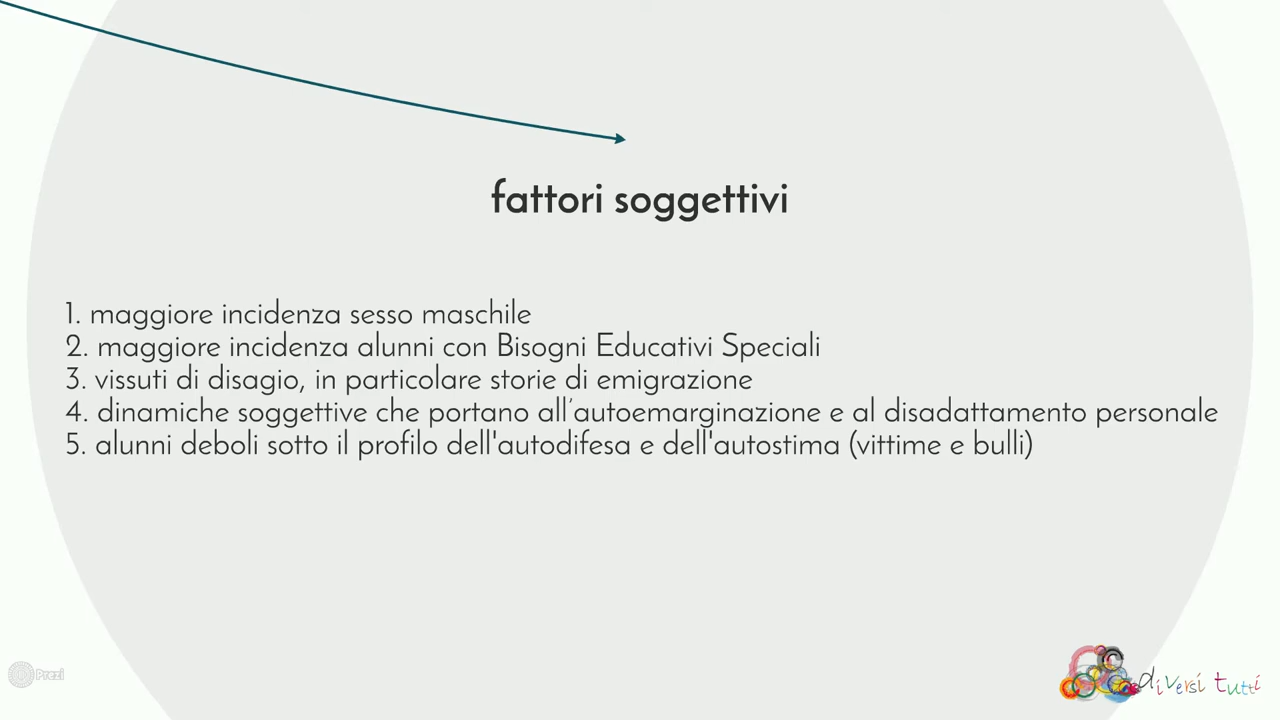 fattori soggettivi
1. maggiore incidenza sesso maschile
2. maggiore incidenza alunni con Bisogni Educativi Speciali
3. vissuti di disagio, in particolare storie di emigrazione
4. dinamiche soggettive che portano all'autoemarginazione e al disadattamento personale
5. alunni deboli sotto il profilo dell'autodifesa e dell'autostima (vittime e bulli)
Prezi
diversi tutti